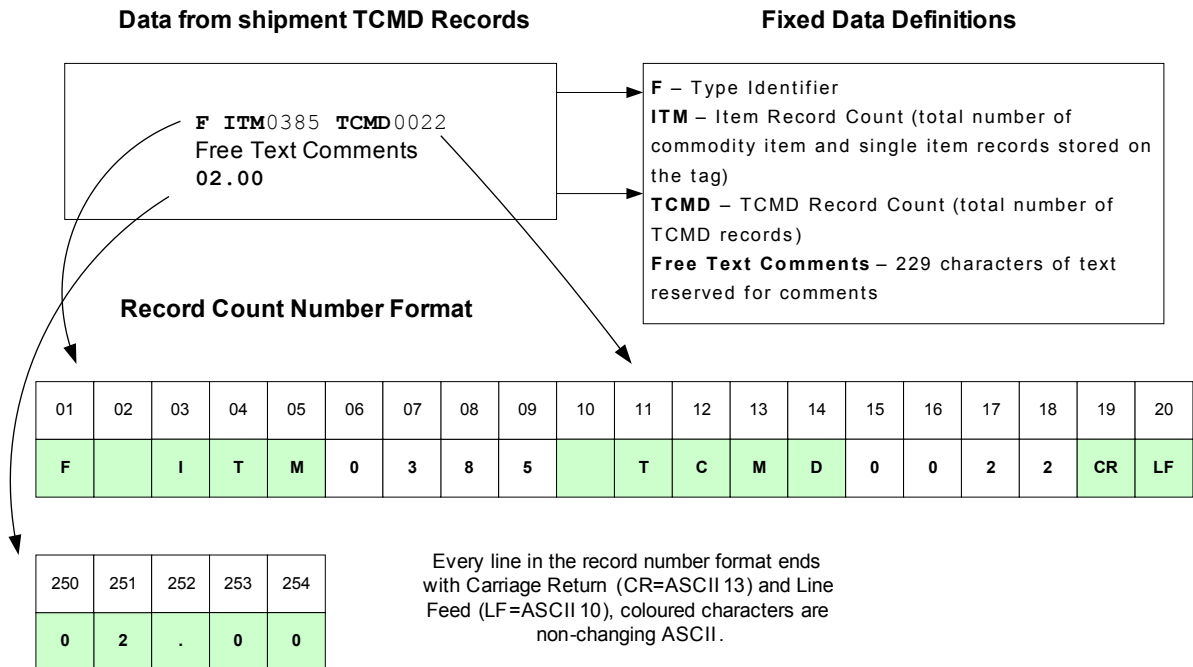 Data from shipment TCMD Records
Fixed Data Definitions
F ITM0385 TCMD0022
Free Text Comments
02.00
F – Type Identifier
ITM – Item Record Count (total number of
commodity item and single item records stored on
the tag)
TCMD – TCMD Record Count (total number of
TCMD records)
Free Text Comments – 229 characters of text
reserved for comments
Record Count Number Format
01 02 03 04 05 06 07 08 09 10 11 12 13 14 15 16 17 18 19 20
F I T M 0 3 8 5 T C M D 0 0 2 2 CR LF
250 251 252 253 254
0 2 . 0 0
Every line in the record number format ends
with Carriage Return (CR=ASCII 13) and Line
Feed (LF=ASCII 10), coloured characters are
non-changing ASCII.